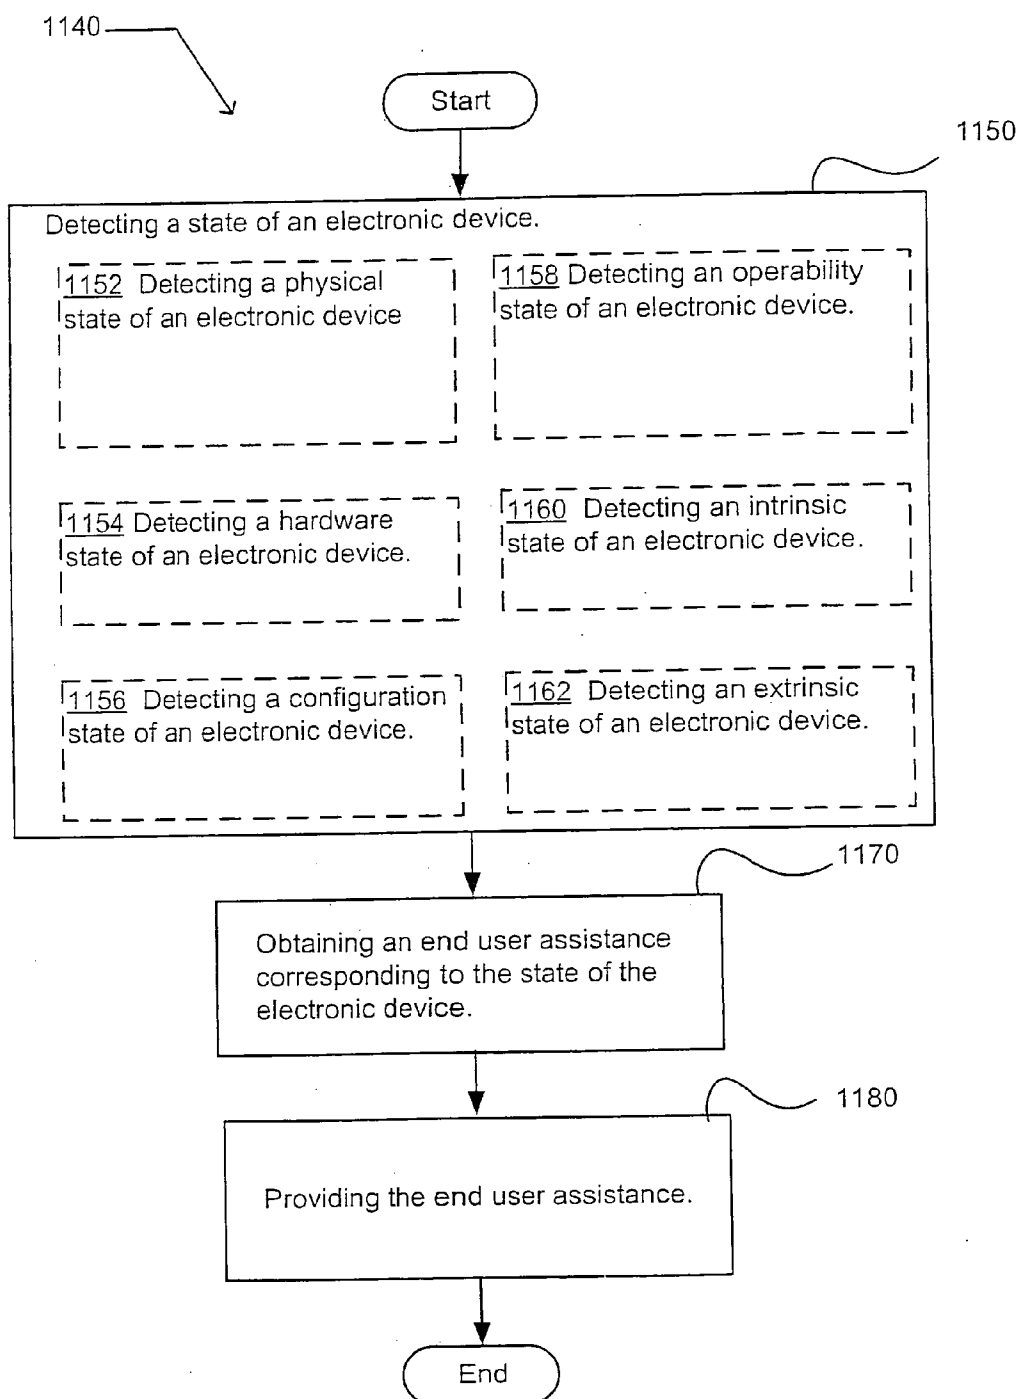 1140
Start
1150
Detecting a state of an electronic device.
1152 Detecting a physical
state of an electronic device
1158 Detecting an operability
state of an electronic device.
1154 Detecting a hardware
state of an electronic device.
1160 Detecting an intrinsic
state of an electronic device.
1156 Detecting a configuration
state of an electronic device.
1162 Detecting an extrinsic
state of an electronic device.
1170
Obtaining an end user assistance
corresponding to the state of the
electronic device.
1180
Providing the end user assistance.
End